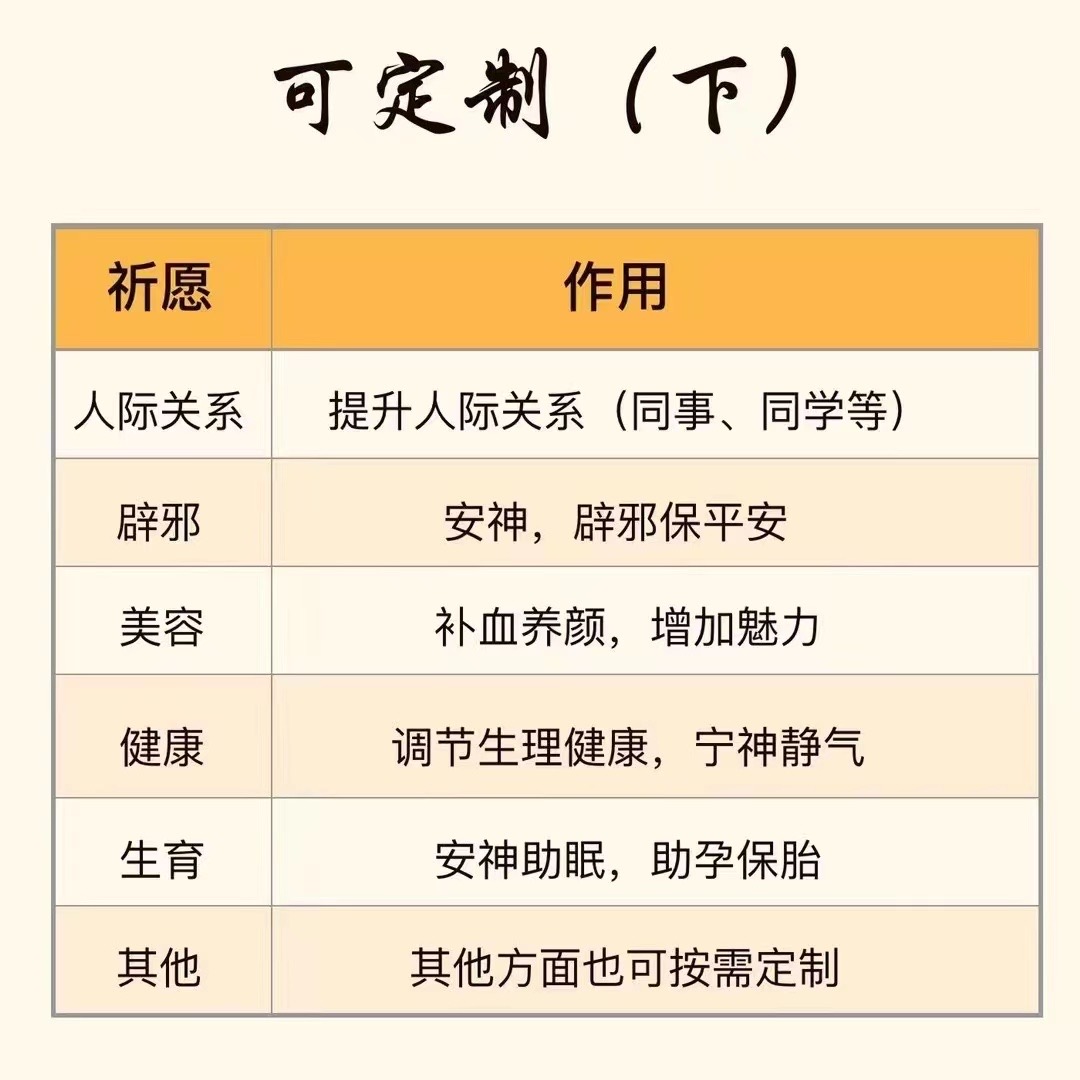 可定制（下）
祈愿 作用
人际关系 提升人际关系（同事、同学等）
辟邪 安神，辟邪保平安
美容 补血养颜，增加魅力
健康 调节生理健康，宁神静气
生育 安神助眠，助孕保胎
其他 其他方面也可按需定制